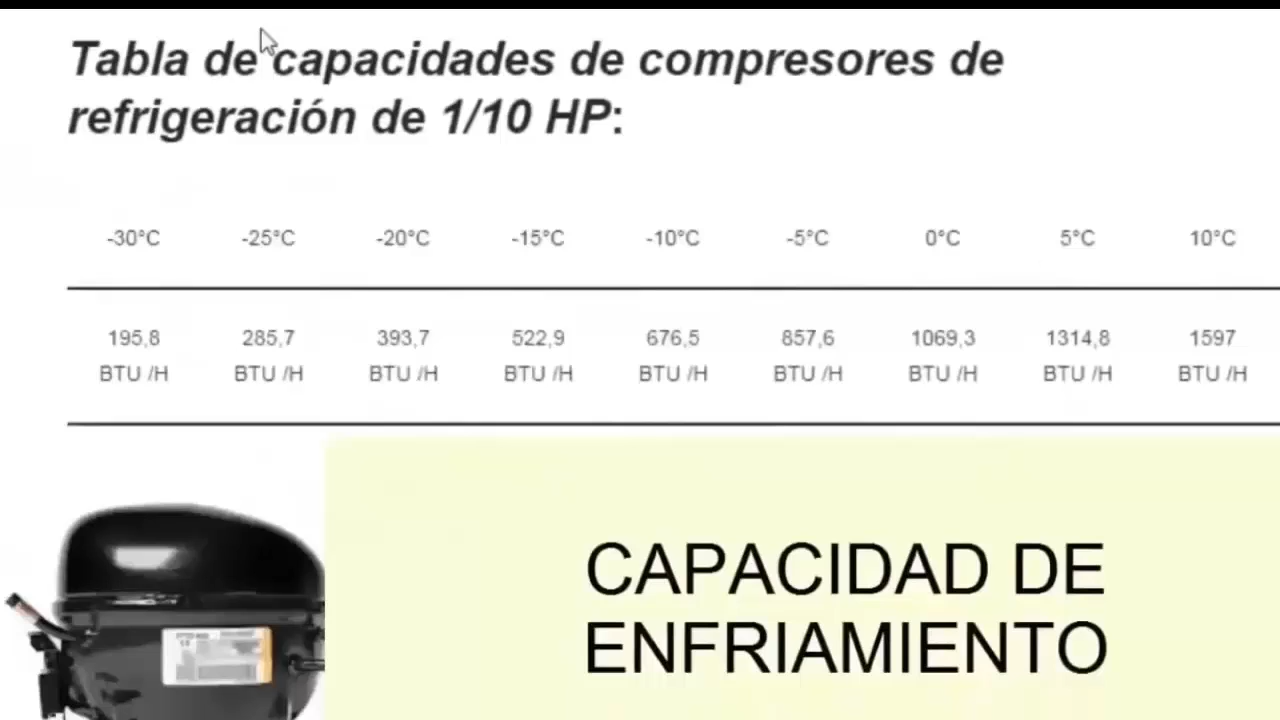 Tabla de capacidades de compresores de
refrigeración de 1/10 HP:
-30°C -25°C -20°C -15°C -10°C -5°C 0°C 5°C 10°C
195,8 285,7 393,7 522,9 676,5 857,6 1069,3 1314,8 1597
BTU /H BTU /H BTU /H BTU /H BTU /H BTU /H BTU /H BTU /H BTU /H
CAPACIDAD DE
ENFRIAMIENTO